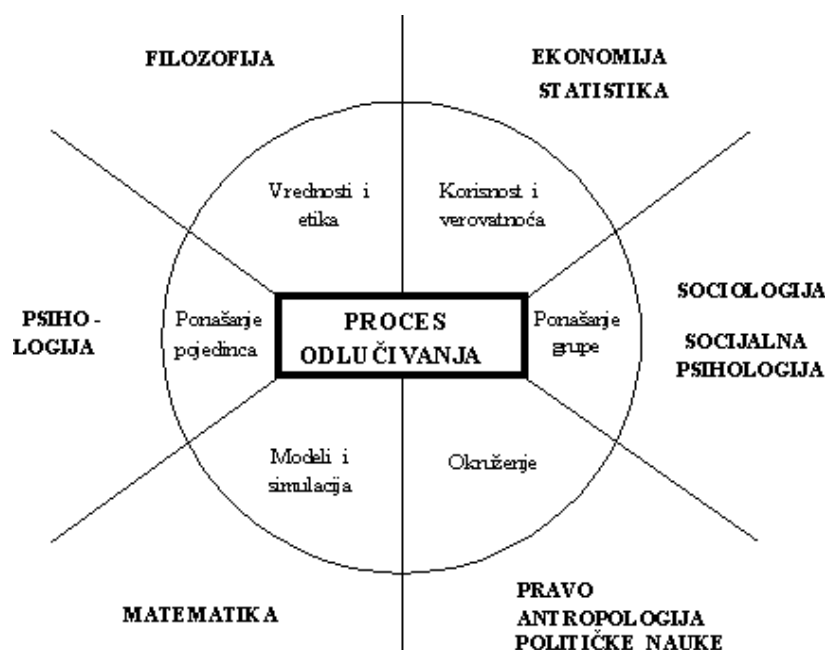 FILOZOFIJA
EKONOMIJA
STATISTIKA
Vrednosti i
etika
Korisnost i
verovatnoća
PSIHO -
LOGIJA
Ponašanje
pojedinca
PROCES
ODLUČIVANJA
Ponašanje
grupe
SOCIOLOGIJA
SOCIJALNA
PSIHOLOGIJA
Modeli i
simulacija
Okruženje
MATEMATIKA
PRAVO
ANTROPOLOGIJA
POLITIČKE NAUKE